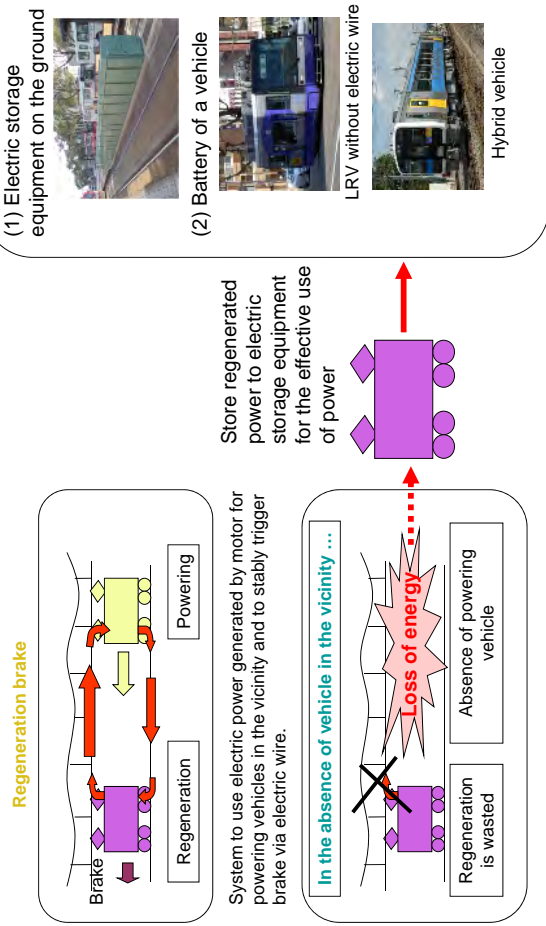 Regeneration brake
Brake
Regeneration
Powering
System to use electric power generated by motor for
powering vehicles in the vicinity and to stably trigger
brake via electric wire.
In the absence of vehicle in the vicinity …
Loss of energy
Regeneration
is wasted
Absence of powering
vehicle
Store regenerated
power to electric
storage equipment
for the effective use
of power
(1) Electric storage
equipment on the ground
(2) Battery of a vehicle
LRV without electric wire
Hybrid vehicle